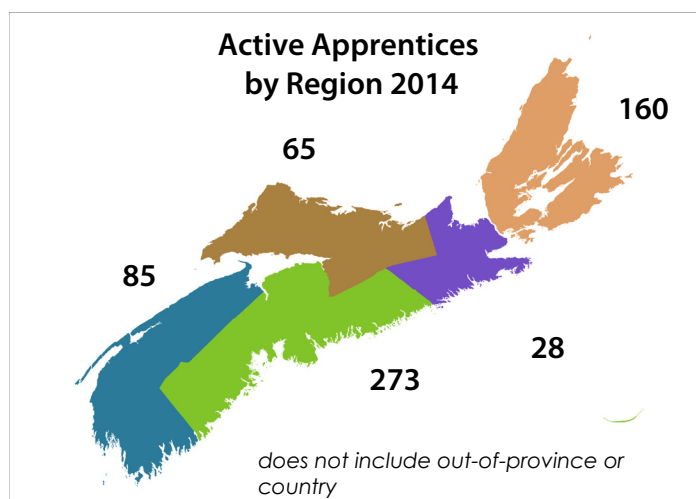 Active Apprentices
by Region 2014
160
65
85
28
273
does not include out-of-province or
country